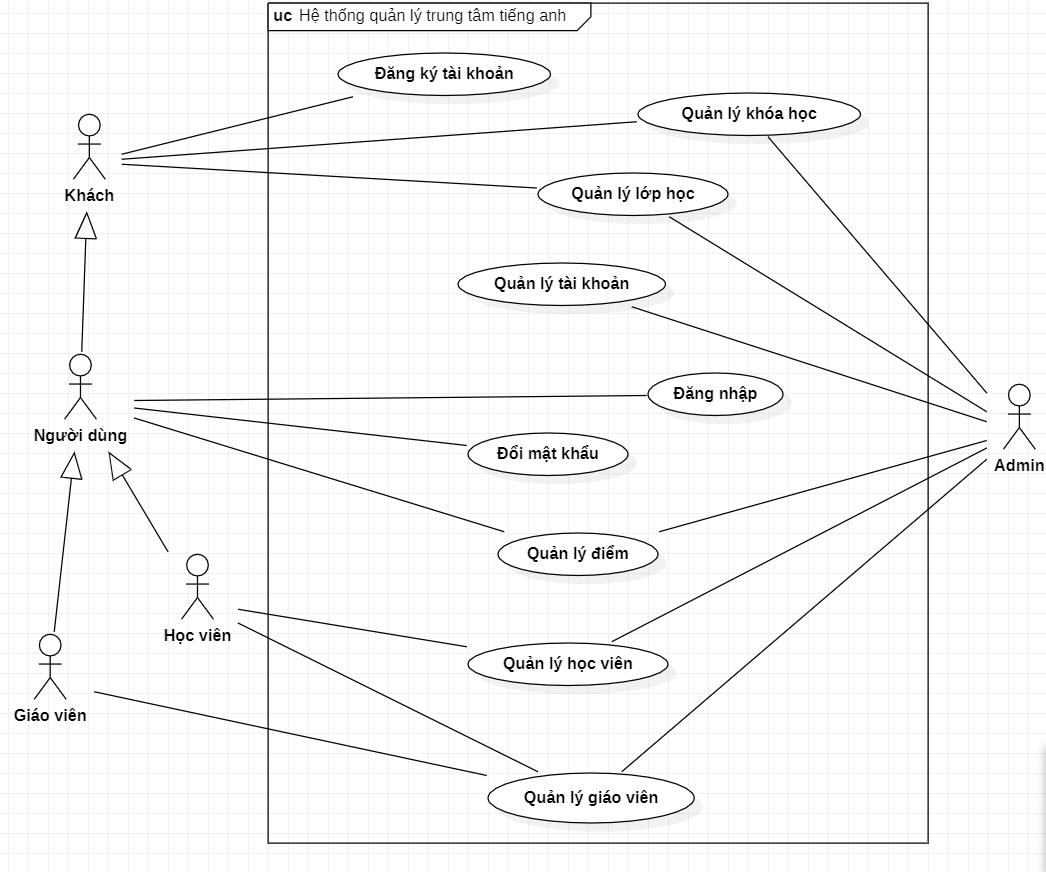 uc Hệ thống quản lý trung tâm tiếng anh
Đăng ký tài khoản
Quản lý khóa học
Khách
Quản lý lớp học
Quản lý tài khoản
Đăng nhập
Người dùng
Đổi mật khẩu
Admin
Quản lý điểm
Học viên
Quản lý học viên
Giáo viên
Quản lý giáo viên